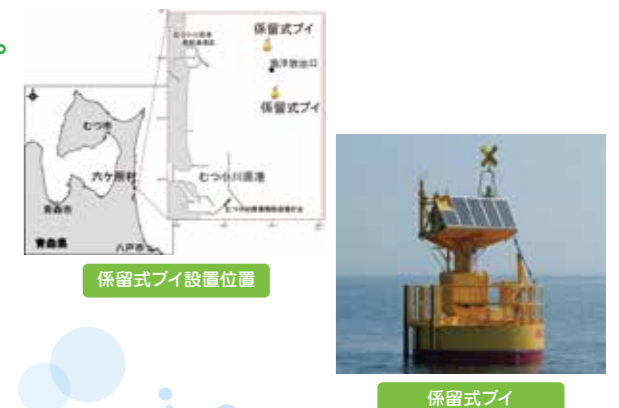 係留式ブイ
海洋放出口
係留式ブイ
むつ市
六ケ所村
むつ小川原港
青森市
青森県
八戸市
係留式ブイ設置位置
係留式ブイ